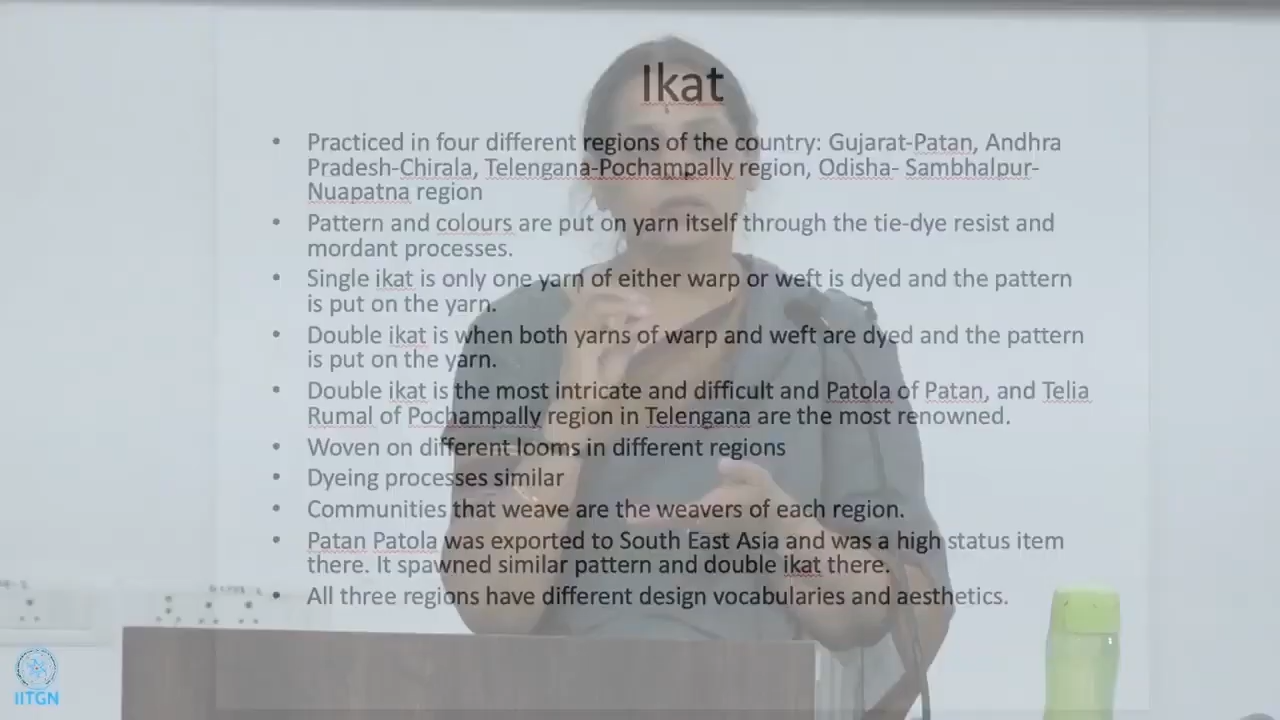 Ikat
• Practiced in four different regions of the country: Gujarat-Patan, Andhra
Pradesh-Chirala, Telengana-Pochampally region, Odisha- Sambhalpur-
Nuapatna region
• Pattern and colours are put on yarn itself through the tie-dye resist and
mordant processes.
• Single ikat is only one yarn of either warp or weft is dyed and the pattern
is put on the yarn.
• Double ikat is when both yarns of warp and weft are dyed and the pattern
is put on the yarn.
• Double ikat is the most intricate and difficult and Patola of Patan, and Telia
Rumal of Pochampally region in Telengana are the most renowned.
• Woven on different looms in different regions
• Dyeing processes similar
• Communities that weave are the weavers of each region.
• Patan Patola was exported to South East Asia and was a high status item
there. It spawned similar pattern and double ikat there.
• All three regions have different design vocabularies and aesthetics.
IITGN